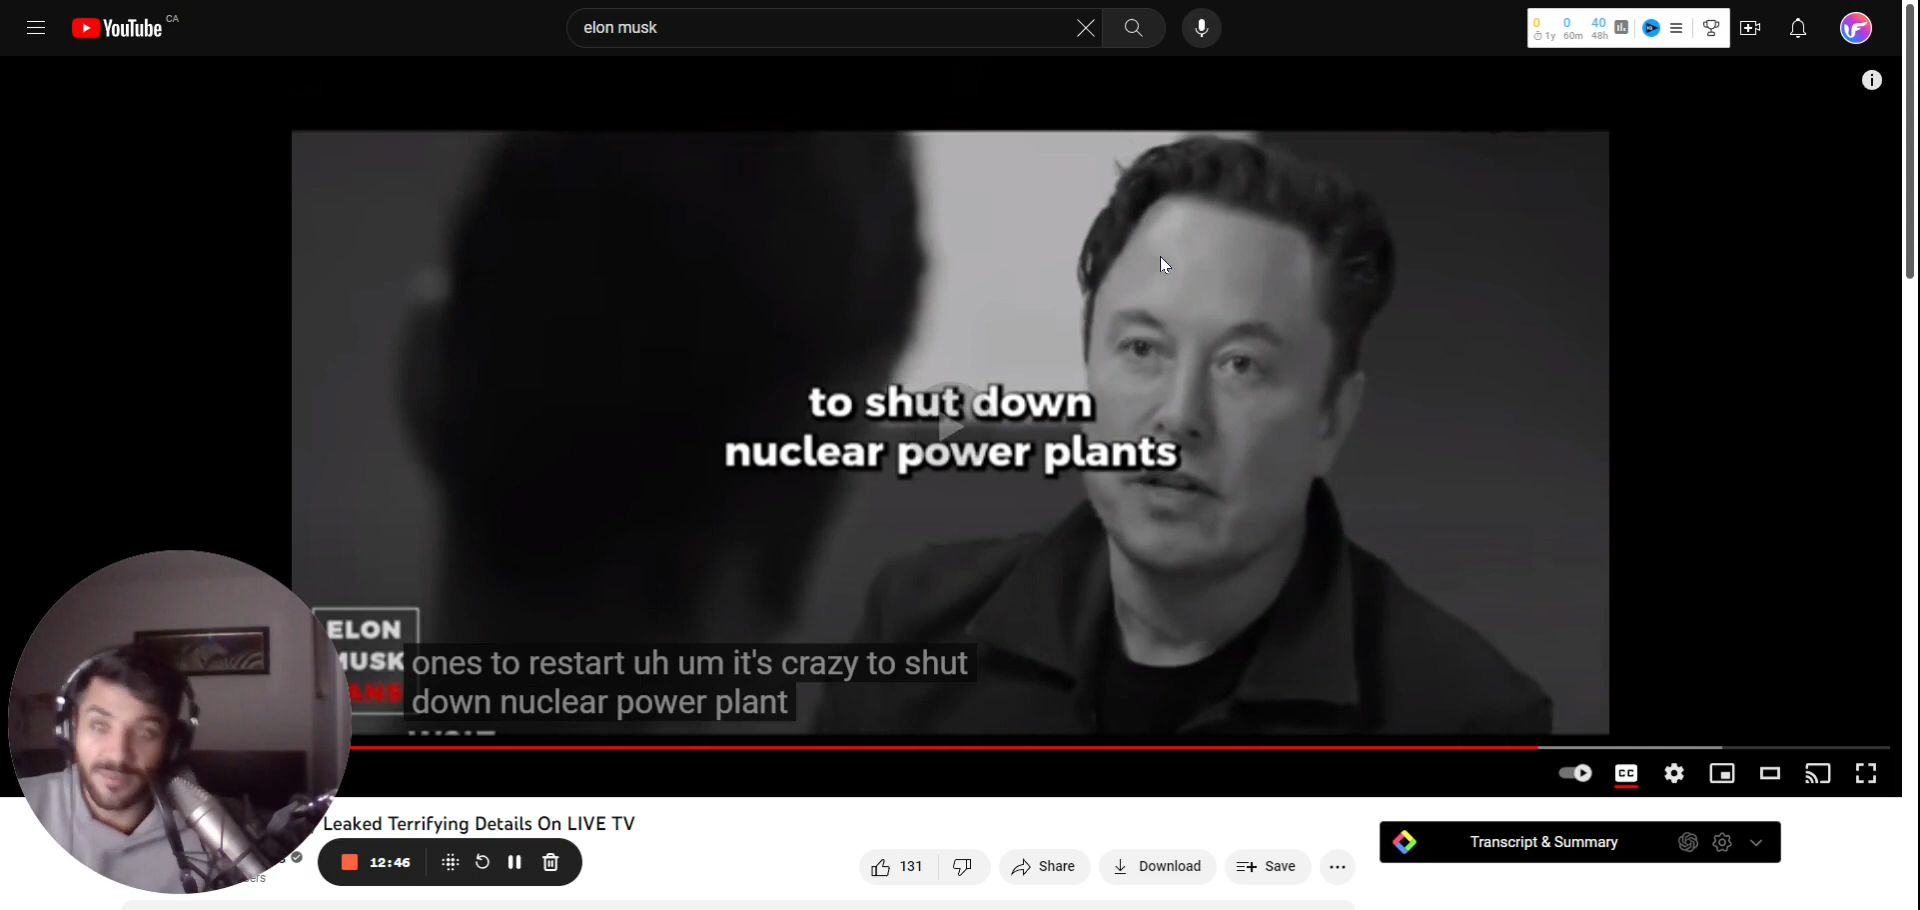 YouTube CA
elon musk
0 0 40
1y 60m 48h
to shut down
nuclear power plants
ELON
MUSK
ANS
ones to restart uh um it's crazy to shut
down nuclear power plant
CC
Leaked Terrifying Details On LIVE TV
12:46
131
Share
Download
Save
Transcript & Summary